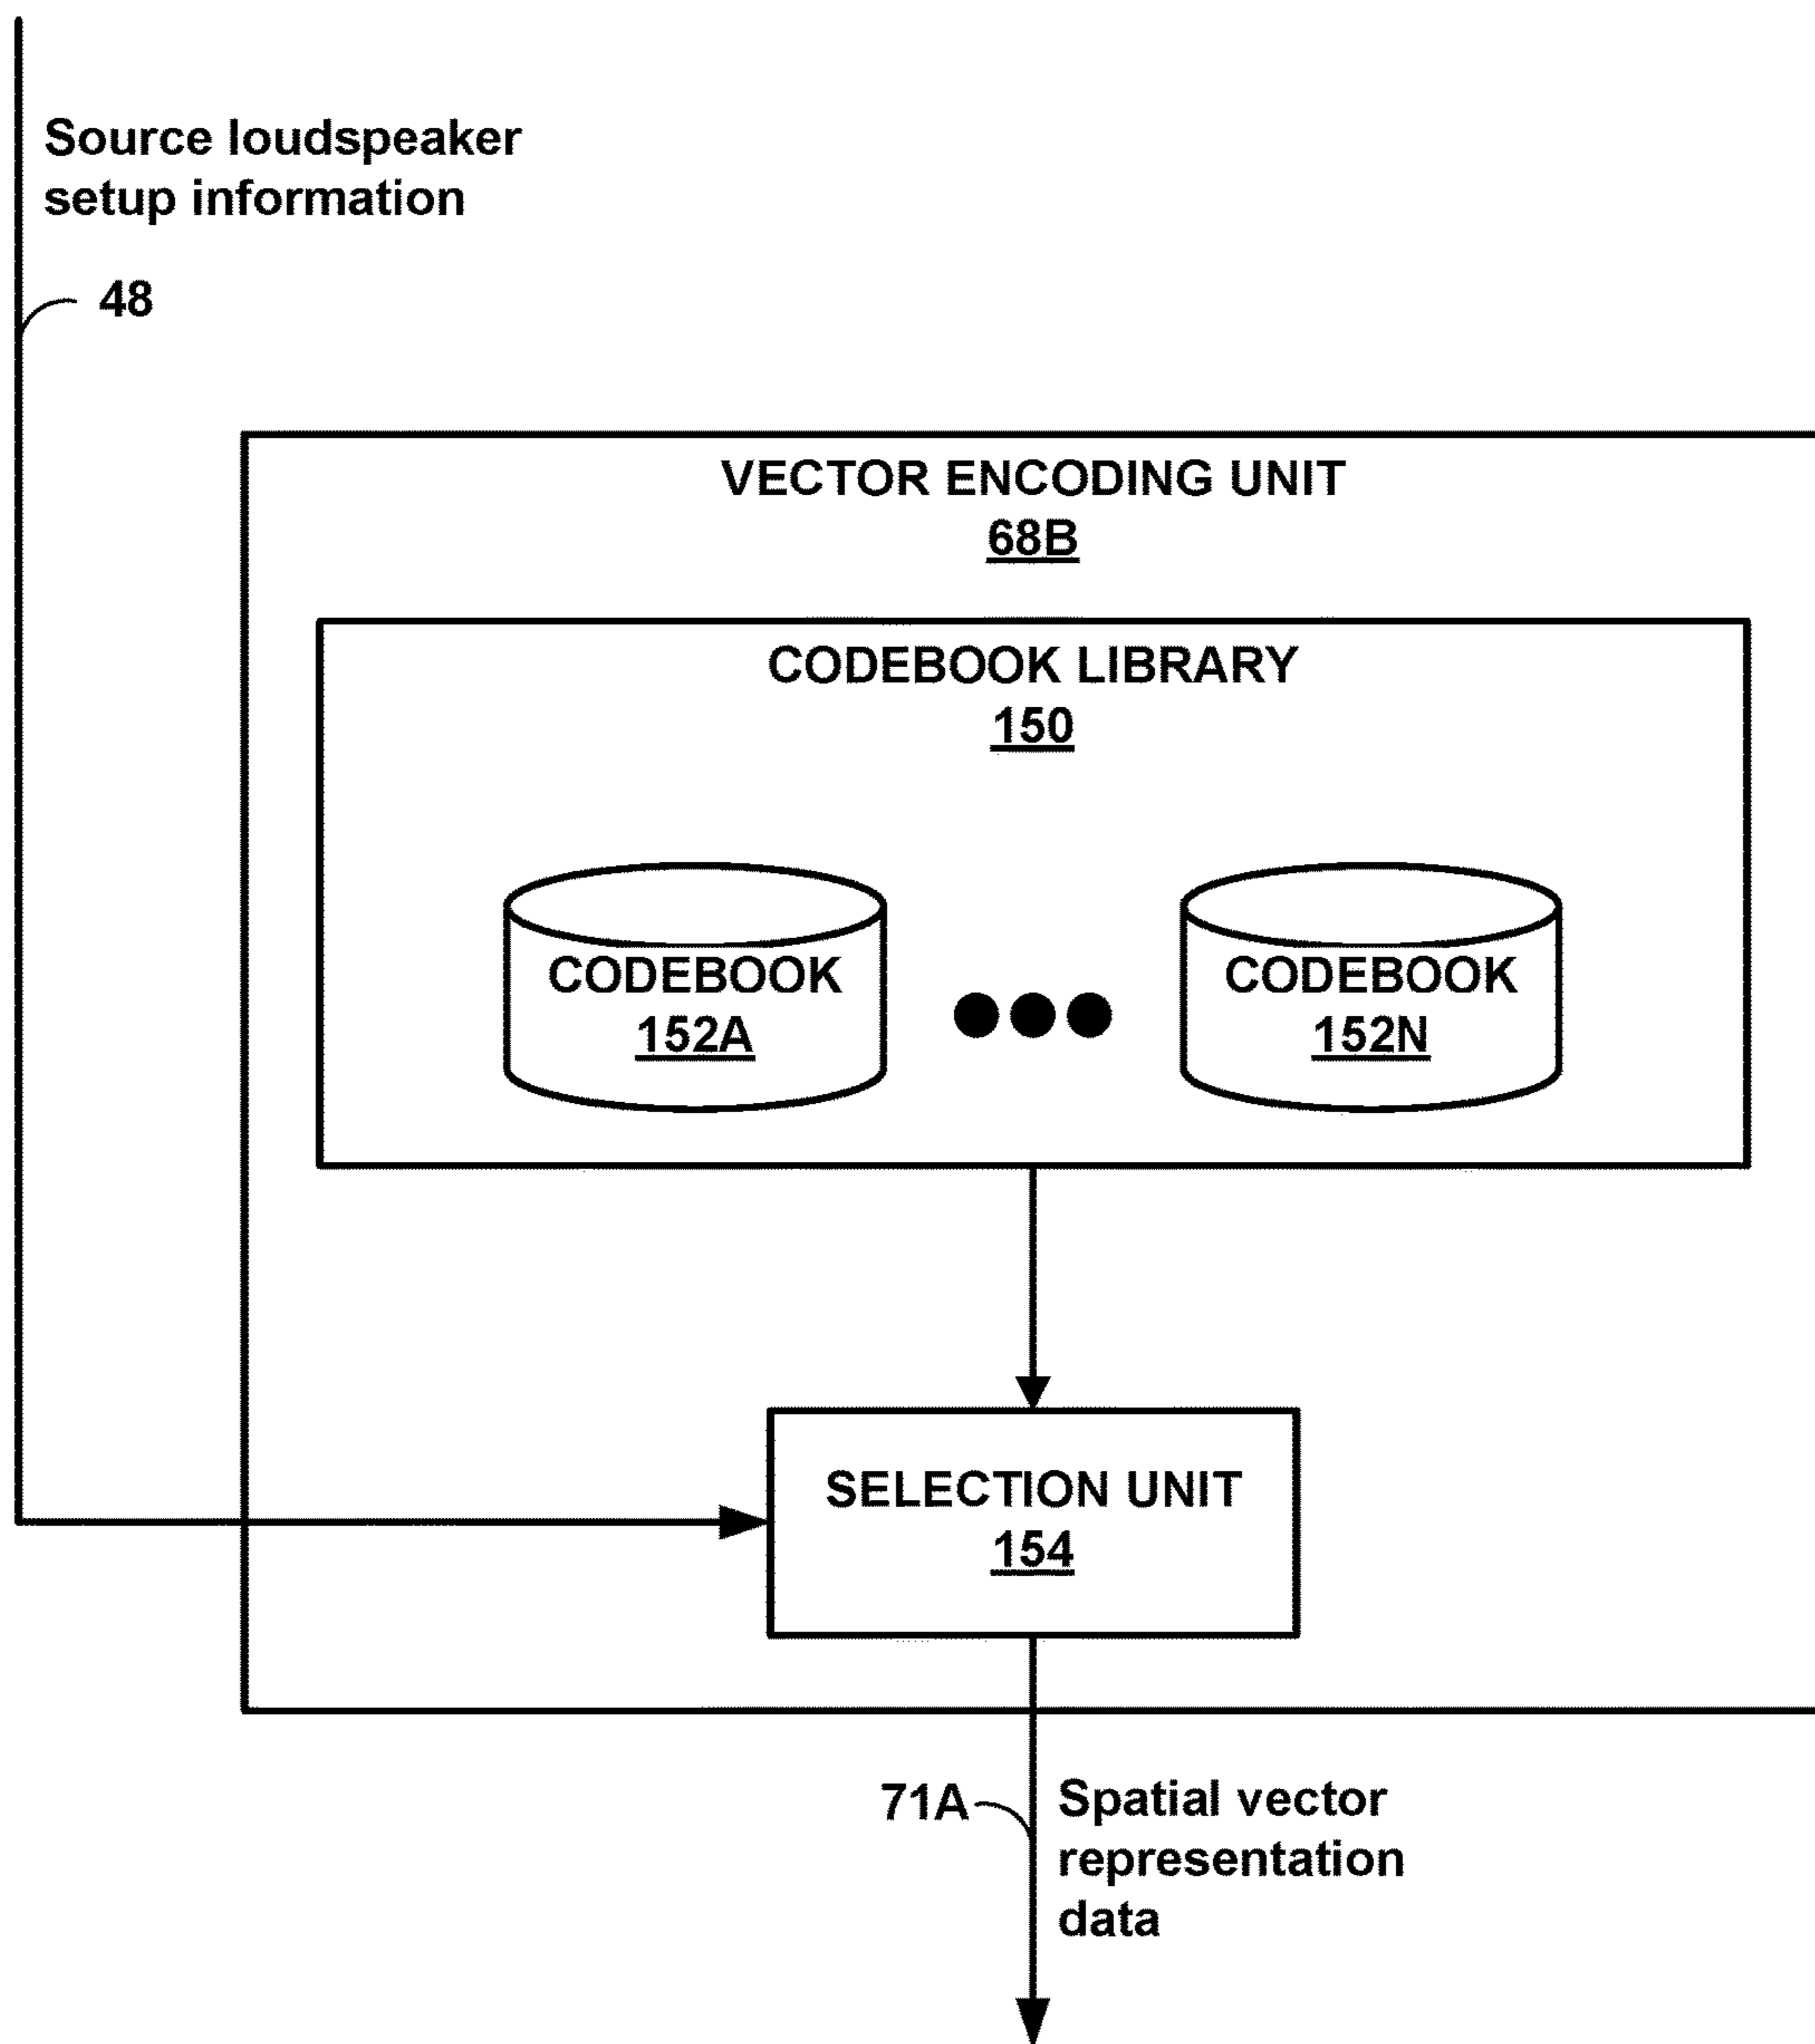 Source loudspeaker
setup information
48
VECTOR ENCODING UNIT
68B
CODEBOOK LIBRARY
150
CODEBOOK
152A
CODEBOOK
152N
SELECTION UNIT
154
71A
Spatial vector
representation
data